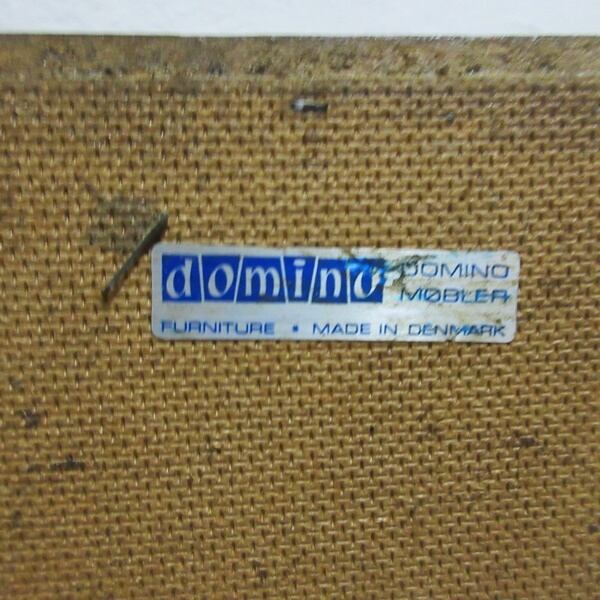 domino
DOMINO
MØBLER
FURNITURE ▪ MADE IN DENMARK